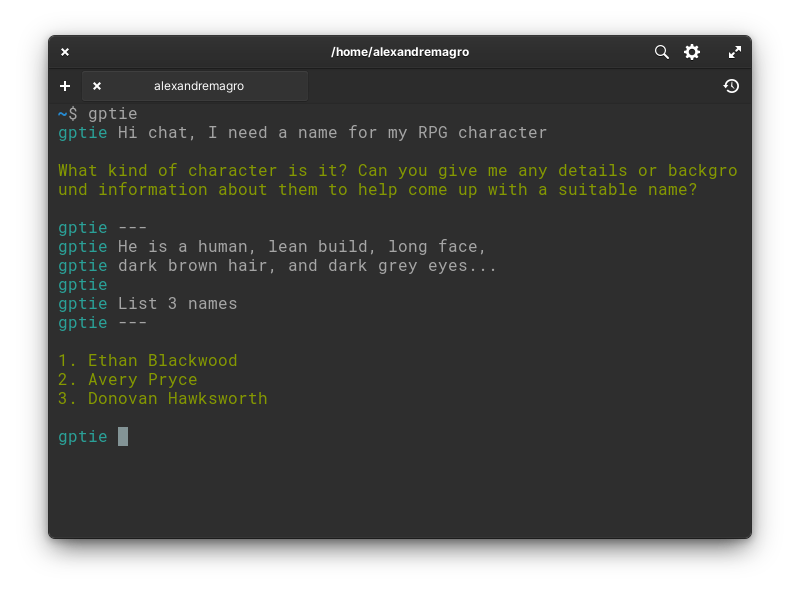 /home/alexandremagro
alexandremagro
~$ gptie
gptie Hi chat, I need a name for my RPG character
What kind of character is it? Can you give me any details or backgro
und information about them to help come up with a suitable name?
gptie ---
gptie He is a human, lean build, long face,
gptie dark brown hair, and dark grey eyes...
gptie
gptie List 3 names
gptie ---
1. Ethan Blackwood
2. Avery Pryce
3. Donovan Hawksworth
gptie